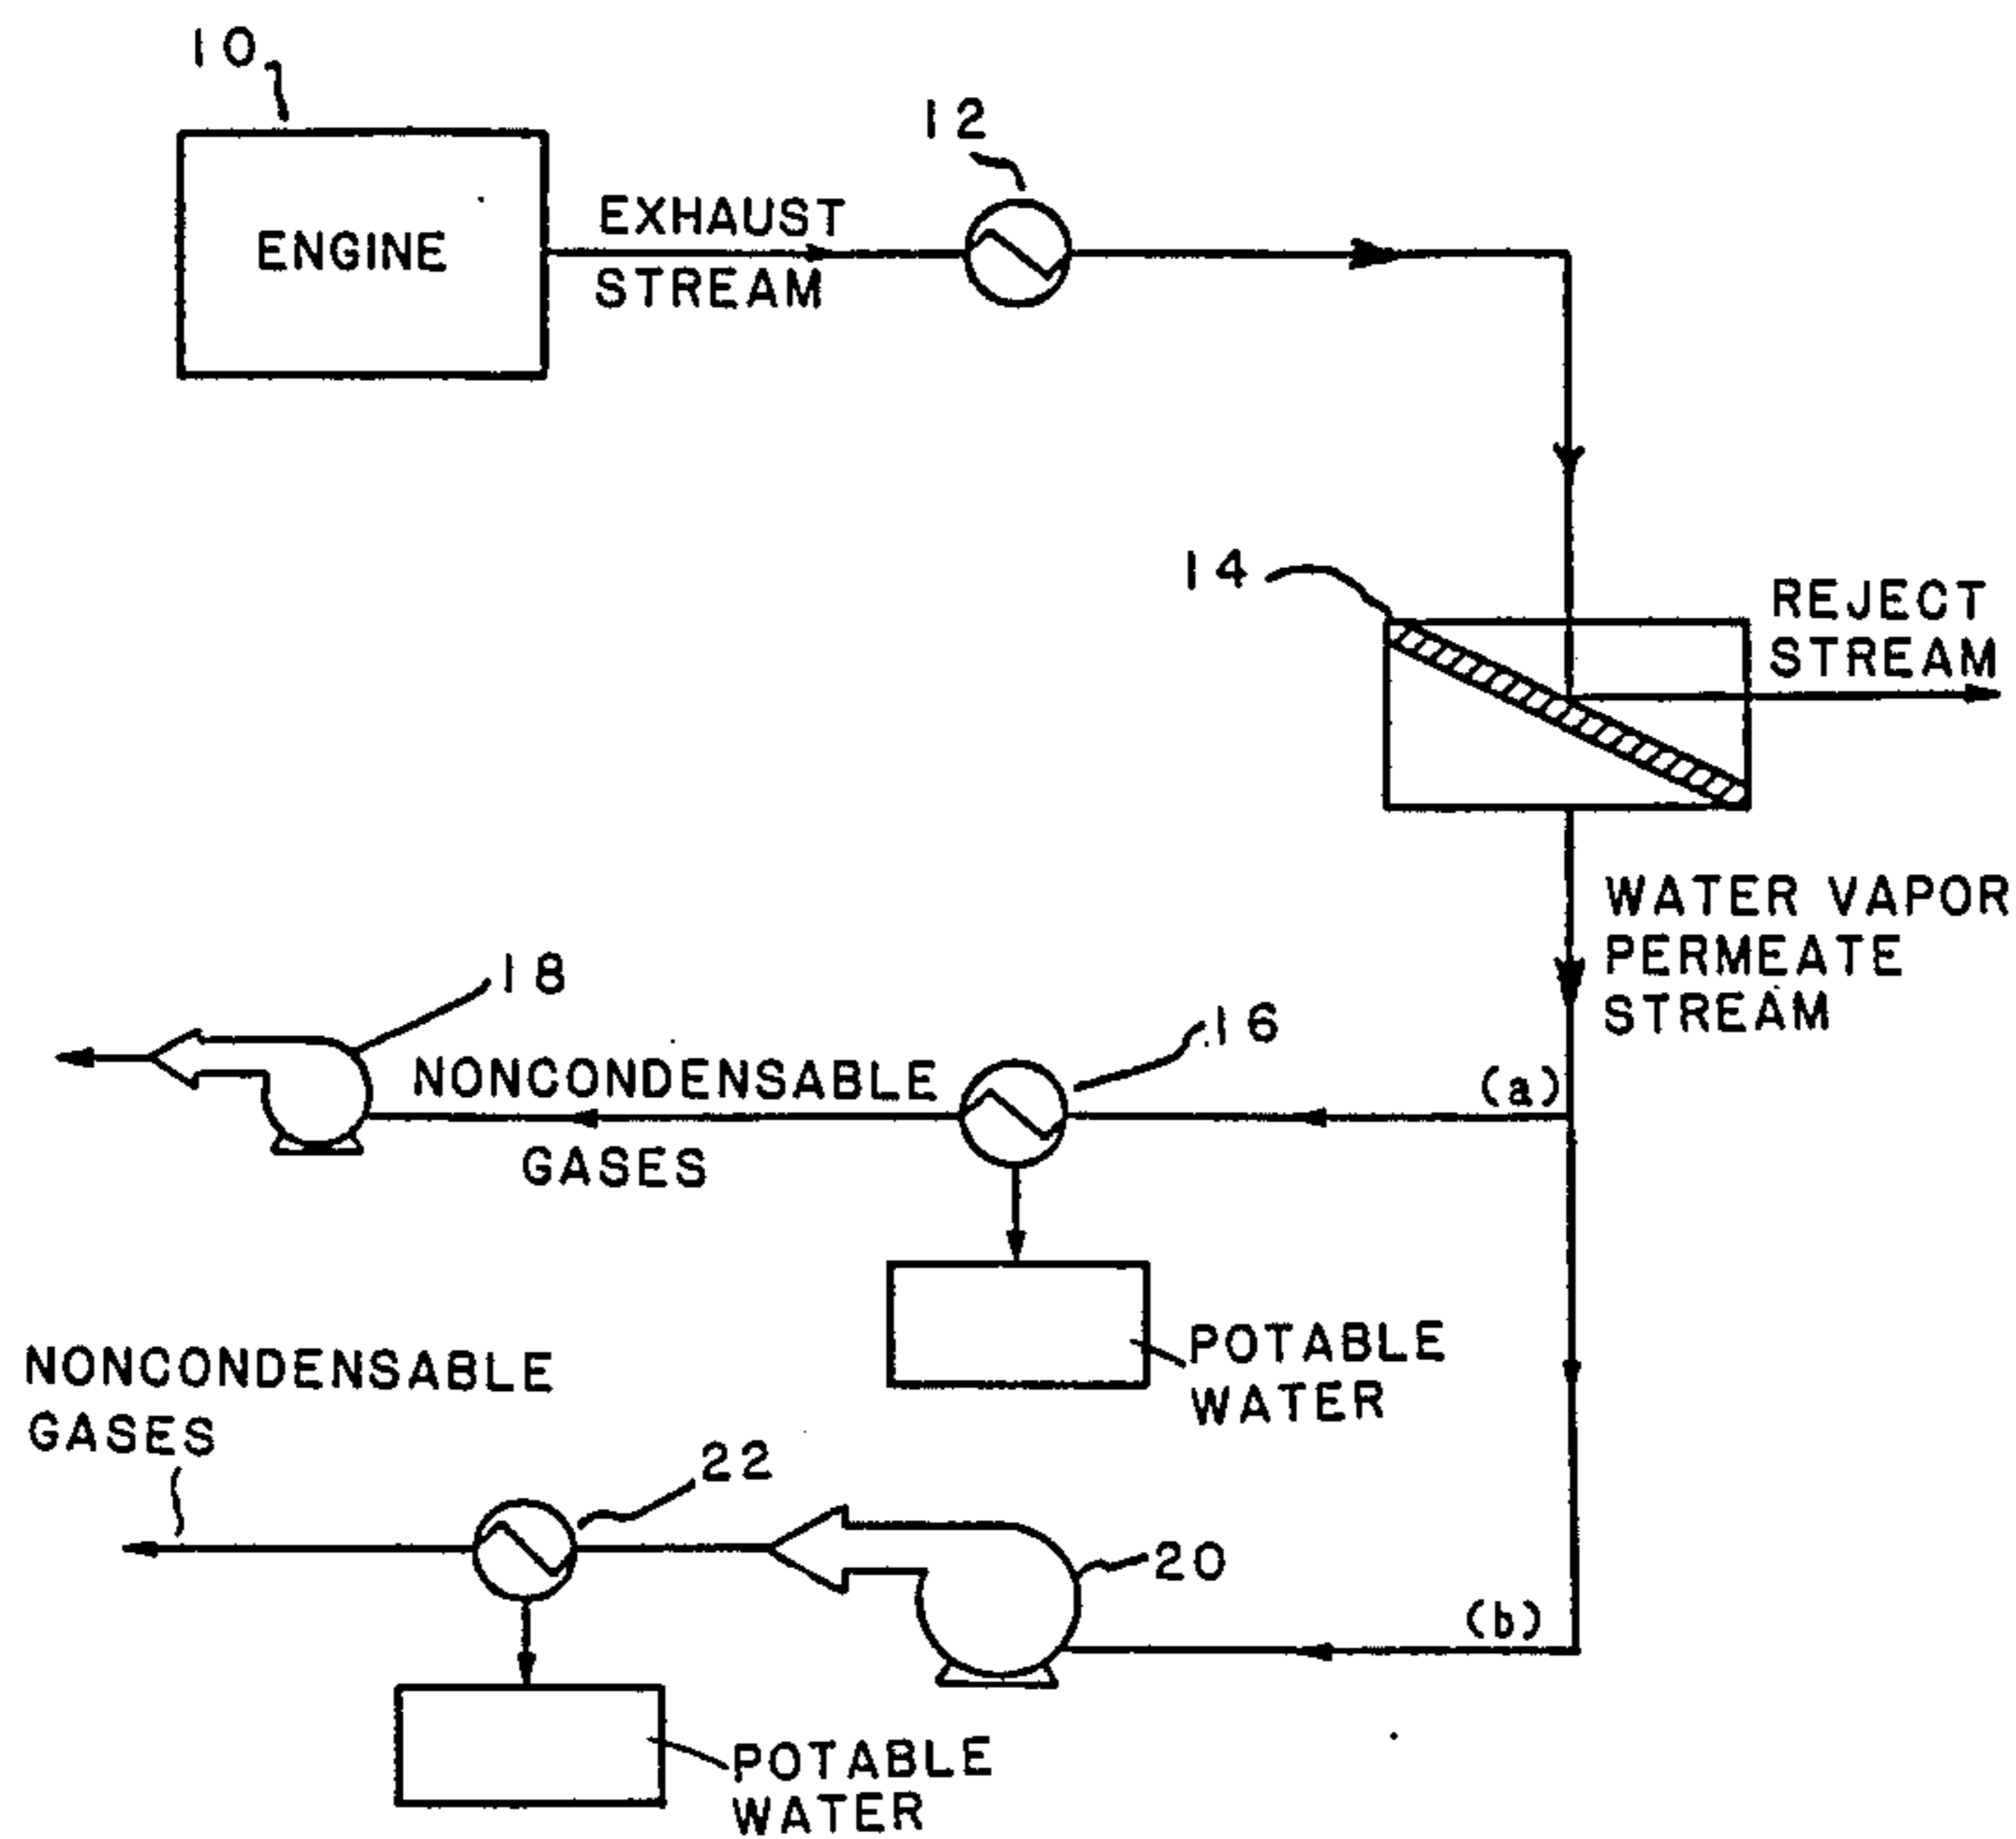 10
12
ENGINE
EXHAUST
STREAM
14
REJECT
STREAM
WATER VAPOR
PERMEATE
STREAM
18
16
NONCONDENSABLE
GASES
(a)
POTABLE
WATER
NONCONDENSABLE
GASES
22
20
(b)
POTABLE
WATER